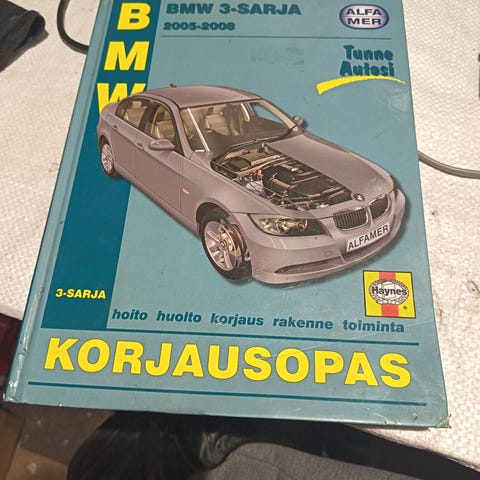 BMW
BMW 3-SARJA
2005-2008
ALFA
MER
Tunne
Autosi
ALFAMER
Haynes
3-SARJA
hoito huolto korjaus rakenne toiminta
KORJAUSOPAS